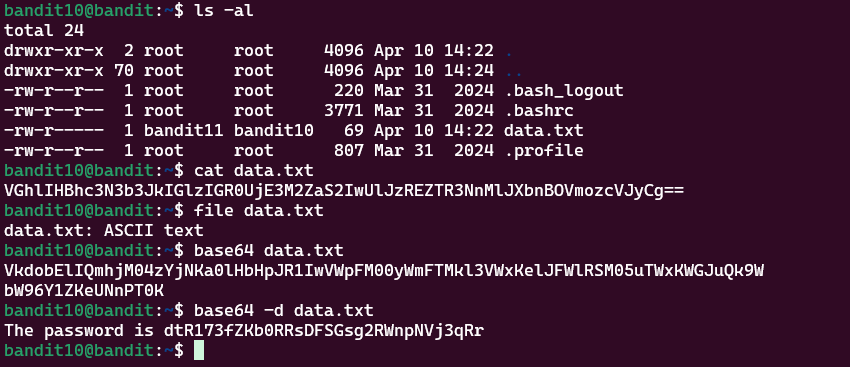 bandit10@bandit:~$ ls -al
total 24
drwxr-xr-x  2 root     root     4096 Apr 10 14:22 .
drwxr-xr-x 70 root     root     4096 Apr 10 14:24 ..
-rw-r--r--  1 root     root      220 Mar 31  2024 .bash_logout
-rw-r--r--  1 root     root     3771 Mar 31  2024 .bashrc
-rw-r-----  1 bandit11 bandit10   69 Apr 10 14:22 data.txt
-rw-r--r--  1 root     root      807 Mar 31  2024 .profile
bandit10@bandit:~$ cat data.txt
VGhlIHBhc3N3b3JkIGlzIGR0UjE3M2ZaS2IwUlJzREZTR3NnMlJXbnBOVmozcVJyCg==
bandit10@bandit:~$ file data.txt
data.txt: ASCII text
bandit10@bandit:~$ base64 data.txt
VkdobElIQmhjM04zYjNKa0lHbHpJR1IwVWpFM00yWmFTMkl3VWxKelJFWlRSM05uTWxKWGJuQk9W
bW96Y1ZKeUNnPT0K
bandit10@bandit:~$ base64 -d data.txt
The password is dtR173fZKb0RRsDFSGsg2RWnpNVj3qRr
bandit10@bandit:~$